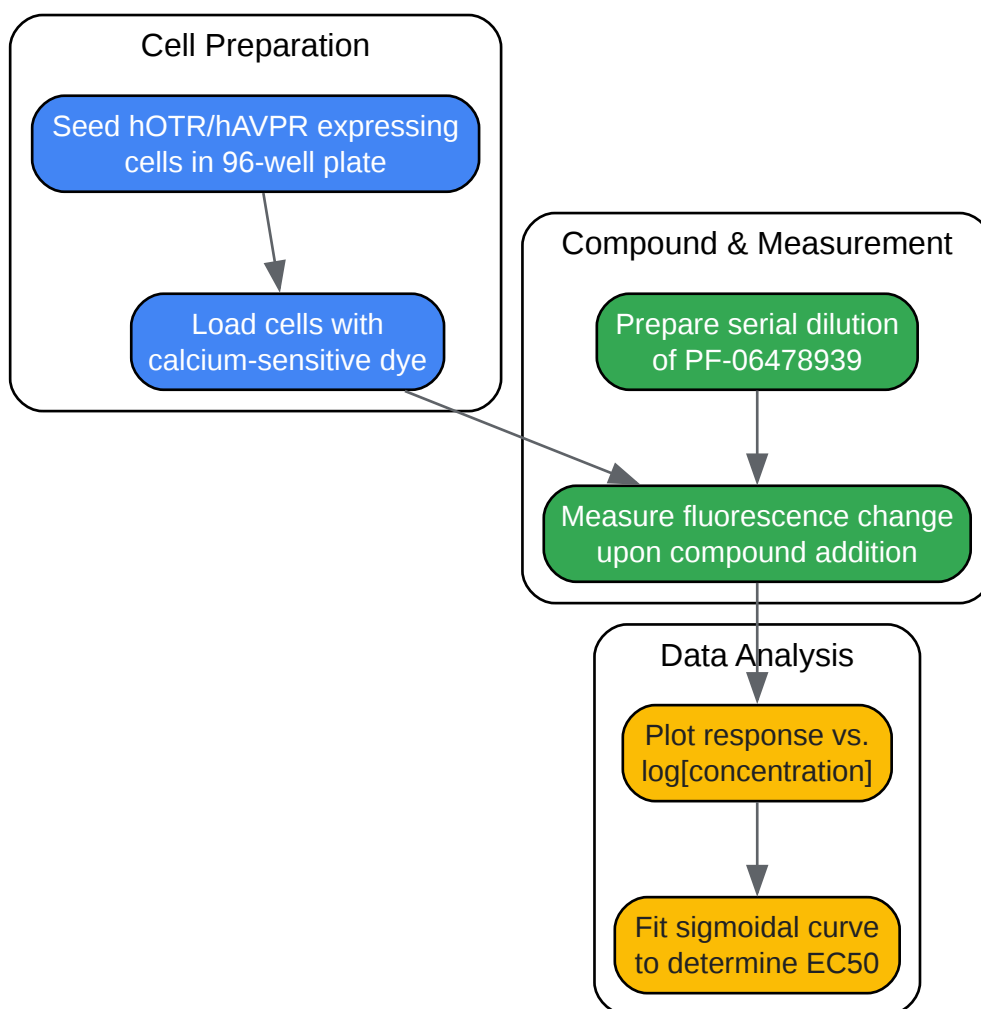 Cell Preparation
Seed hOTR/hAVPR expressing
cells in 96-well plate
Load cells with
calcium-sensitive dye
Compound & Measurement
Prepare serial dilution
of PF-06478939
Measure fluorescence change
upon compound addition
Data Analysis
Plot response vs.
log[concentration]
Fit sigmoidal curve
to determine EC50